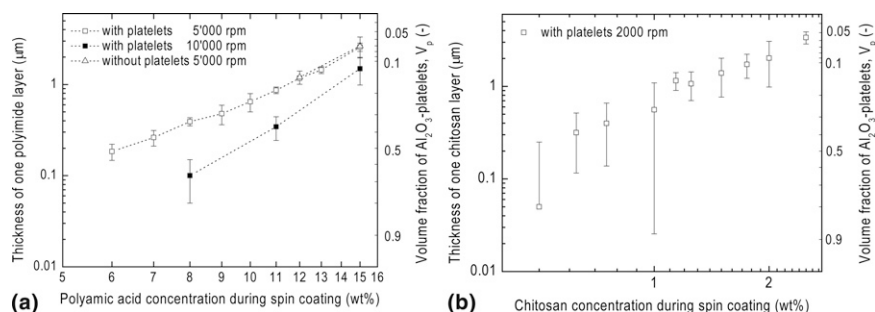 with platelets 5'000 rpm
with platelets 10'000 rpm
without platelets 5'000 rpm
Thickness of one polyimide layer (μm)
1
0.1
0.01
5 6 7 8 9 10 11 12 13 14 15 16
Polyamic acid concentration during spin coating (wt%)
0.05
0.1
0.5
0.9
Volume fraction of Al₂O₃-platelets, Vₚ (-)
(a)
with platelets 2000 rpm
Thickness of one chitosan layer (μm)
1
0.1
0.01
1 2
Chitosan concentration during spin coating (wt%)
0.05
0.1
0.5
0.9
Volume fraction of Al₂O₃-platelets, Vₚ (-)
(b)